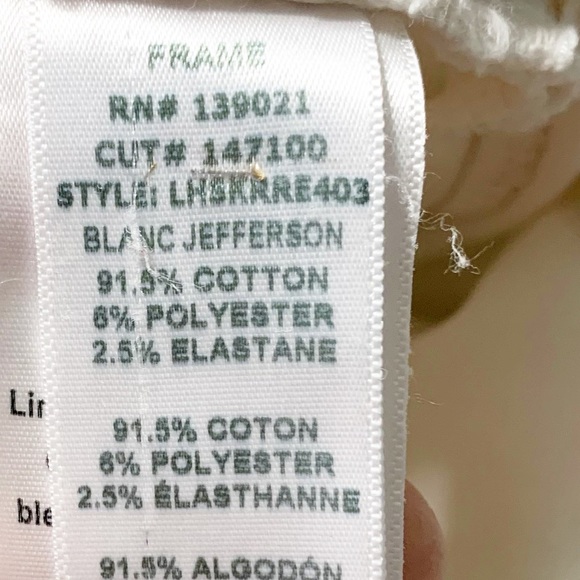 FRAME
RN# 139021
CUT# 147100
STYLE: LHSKRRE403
BLANC JEFFERSON
91.5% COTTON
6% POLYESTER
2.5% ELASTANE
91.5% COTON
6% POLYESTER
2.5% ÉLASTHANNE
91.5% ALGODÓN